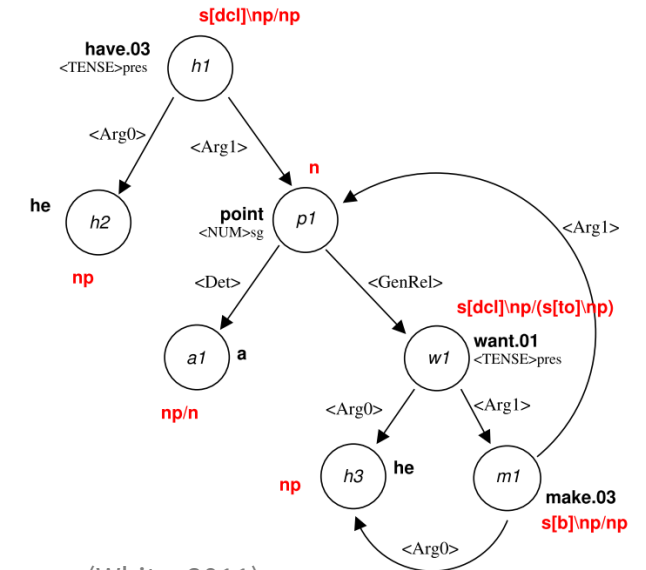 s[dcl]\np/np
have.03
<TENSE>pres
h1
<Arg0>
<Arg1>
n
he
h2
point
<NUM>sg
p1
<Arg1>
np
<Det>
<GenRel>
s[dcl]\np/(s[to]\np)
a1
a
w1
want.01
<TENSE>pres
np/n
<Arg0>
<Arg1>
np
h3
he
m1
make.03
s[b]\np/np
<Arg0>